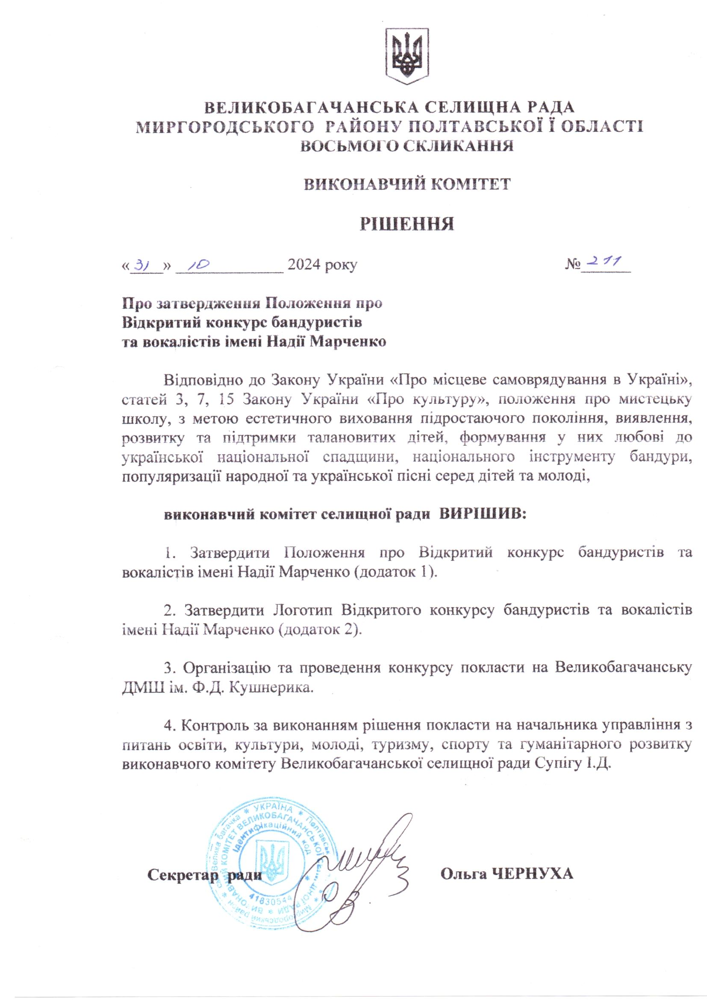 ВЕЛИКОБАГАЧАНСЬКА СЕЛИЩНА РАДА
МИРГОРОДСЬКОГО РАЙОНУ ПОЛТАВСЬКОЇ Ї ОБЛАСТІ
ВОСЬМОГО СКЛИКАННЯ
ВИКОНАВЧИЙ КОМІТЕТ
РІШЕННЯ
«31» 10 2024 року №211
Про затвердження Положення про
Відкритий конкурс бандуристів
та вокалістів імені Надії Марченко
Відповідно до Закону України «Про місцеве самоврядування в Україні»,
статей 3, 7, 15 Закону України «Про культуру», положення про мистецьку
школу, з метою естетичного виховання підростаючого покоління, виявлення,
розвитку та підтримки талановитих дітей, формування у них любові до
української національної спадщини, національного інструменту бандури,
популяризації народної та української пісні серед дітей та молоді,
виконавчий комітет селищної ради ВИРІШИВ:
1. Затвердити Положення про Відкритий конкурс бандуристів та
вокалістів імені Надії Марченко (додаток 1).
2. Затвердити Логотип Відкритого конкурсу бандуристів та вокалістів
імені Надії Марченко (додаток 2).
3. Організацію та проведення конкурсу покласти на Великобагачанську
ДМШ ім. Ф.Д. Кушнерика.
4. Контроль за виконанням рішення покласти на начальника управління з
питань освіти, культури, молоді, туризму, спорту та гуманітарного розвитку
виконавчого комітету Великобагачанської селищної ради Супігу І.Д.
УКРАЇНА
КОМІТЕТ ВЕЛИКОБАГАЧАНСЬКОЇ
Ідентифікаційний код
41830544
Секретар ради Ольга ЧЕРНУХА